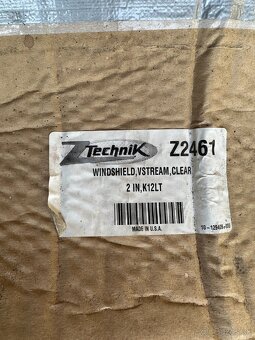 ZTechnik Z2461
WINDSHIELD,VSTREAM,CLEAR
2 IN,K12LT
MADE IN U.S.A.